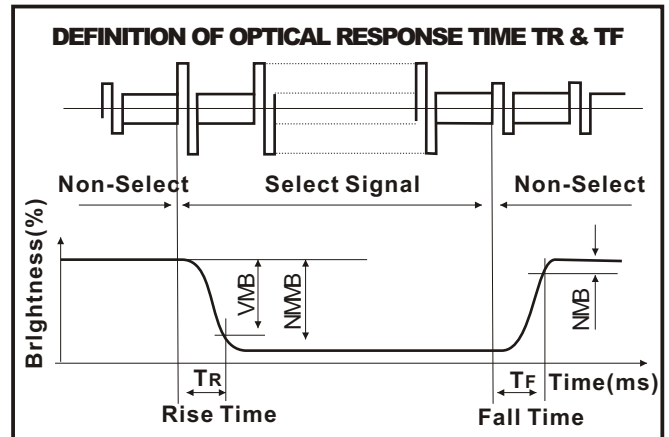 DEFINITION OF OPTICAL RESPONSE TIME TR & TF
Non-Select Select Signal Non-Select
Brightness(%)
VMB
NMVB
NMB
TR
TF Time(ms)
Rise Time
Fall Time